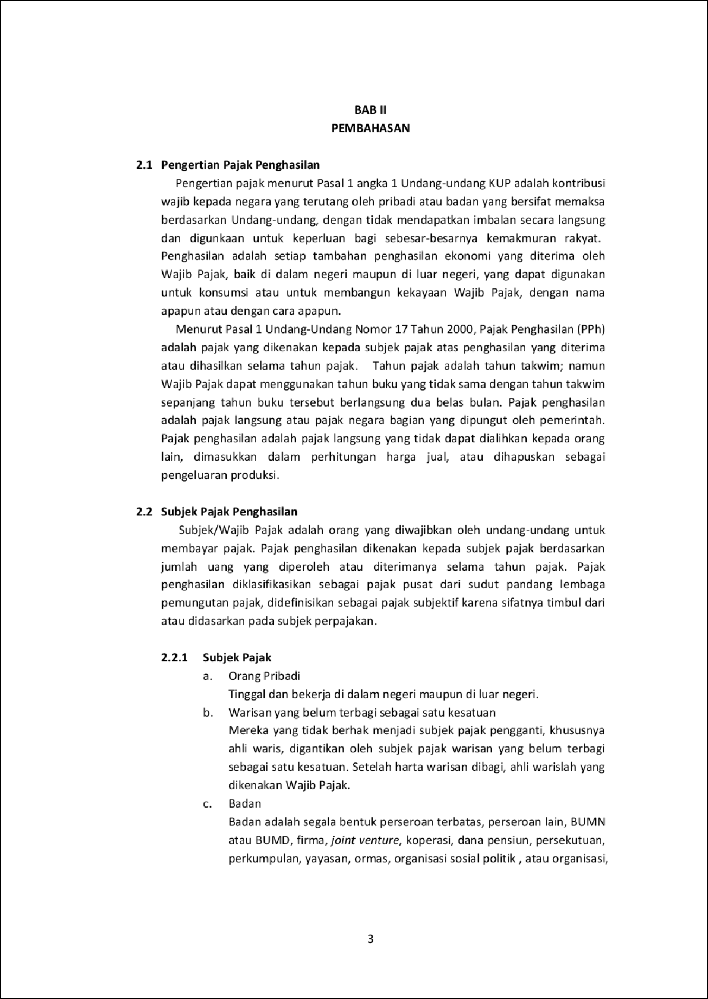 BAB II
PEMBAHASAN
2.1 Pengertian Pajak Penghasilan
Pengertian pajak menurut Pasal 1 angka 1 Undang-undang KUP adalah kontribusi
wajib kepada negara yang terutang oleh pribadi atau badan yang bersifat memaksa
berdasarkan Undang-undang, dengan tidak mendapatkan imbalan secara langsung
dan digunkaan untuk keperluan bagi sebesar-besarnya kemakmuran rakyat.
Penghasilan adalah setiap tambahan penghasilan ekonomi yang diterima oleh
Wajib Pajak, baik di dalam negeri maupun di luar negeri, yang dapat digunakan
untuk konsumsi atau untuk membangun kekayaan Wajib Pajak, dengan nama
apapun atau dengan cara apapun.
Menurut Pasal 1 Undang-Undang Nomor 17 Tahun 2000, Pajak Penghasilan (PPh)
adalah pajak yang dikenakan kepada subjek pajak atas penghasilan yang diterima
atau dihasilkan selama tahun pajak. Tahun pajak adalah tahun takwim; namun
Wajib Pajak dapat menggunakan tahun buku yang tidak sama dengan tahun takwim
sepanjang tahun buku tersebut berlangsung dua belas bulan. Pajak penghasilan
adalah pajak langsung atau pajak negara bagian yang dipungut oleh pemerintah.
Pajak penghasilan adalah pajak langsung yang tidak dapat dialihkan kepada orang
lain, dimasukkan dalam perhitungan harga jual, atau dihapuskan sebagai
pengeluaran produksi.
2.2 Subjek Pajak Penghasilan
Subjek/Wajib Pajak adalah orang yang diwajibkan oleh undang-undang untuk
membayar pajak. Pajak penghasilan dikenakan kepada subjek pajak berdasarkan
jumlah uang yang diperoleh atau diterimanya selama tahun pajak. Pajak
penghasilan diklasifikasikan sebagai pajak pusat dari sudut pandang lembaga
pemungutan pajak, didefinisikan sebagai pajak subjektif karena sifatnya timbul dari
atau didasarkan pada subjek perpajakan.
2.2.1 Subjek Pajak
a. Orang Pribadi
Tinggal dan bekerja di dalam negeri maupun di luar negeri.
b. Warisan yang belum terbagi sebagai satu kesatuan
Mereka yang tidak berhak menjadi subjek pajak pengganti, khususnya
ahli waris, digantikan oleh subjek pajak warisan yang belum terbagi
sebagai satu kesatuan. Setelah harta warisan dibagi, ahli warislah yang
dikenakan Wajib Pajak.
c. Badan
Badan adalah segala bentuk perseroan terbatas, perseroan lain, BUMN
atau BUMD, firma, joint venture, koperasi, dana pensiun, persekutuan,
perkumpulan, yayasan, ormas, organisasi sosial politik , atau organisasi,
3